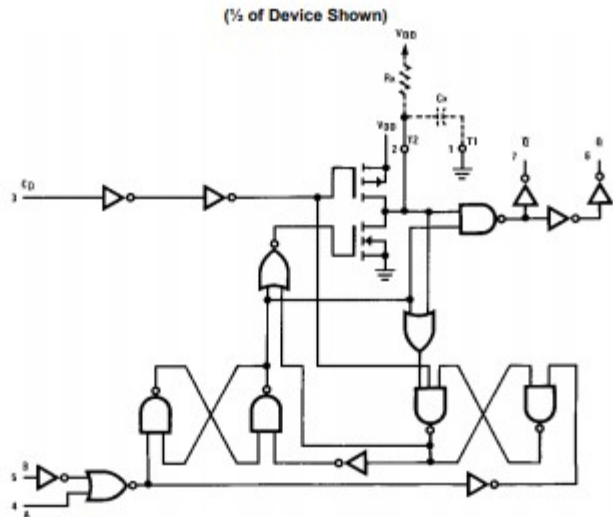 (½ of Device Shown)
VDD
RX
CX
VDD
2 T2
1 T1
Q̅
7
Q
6
3 CD
5 B
4 A